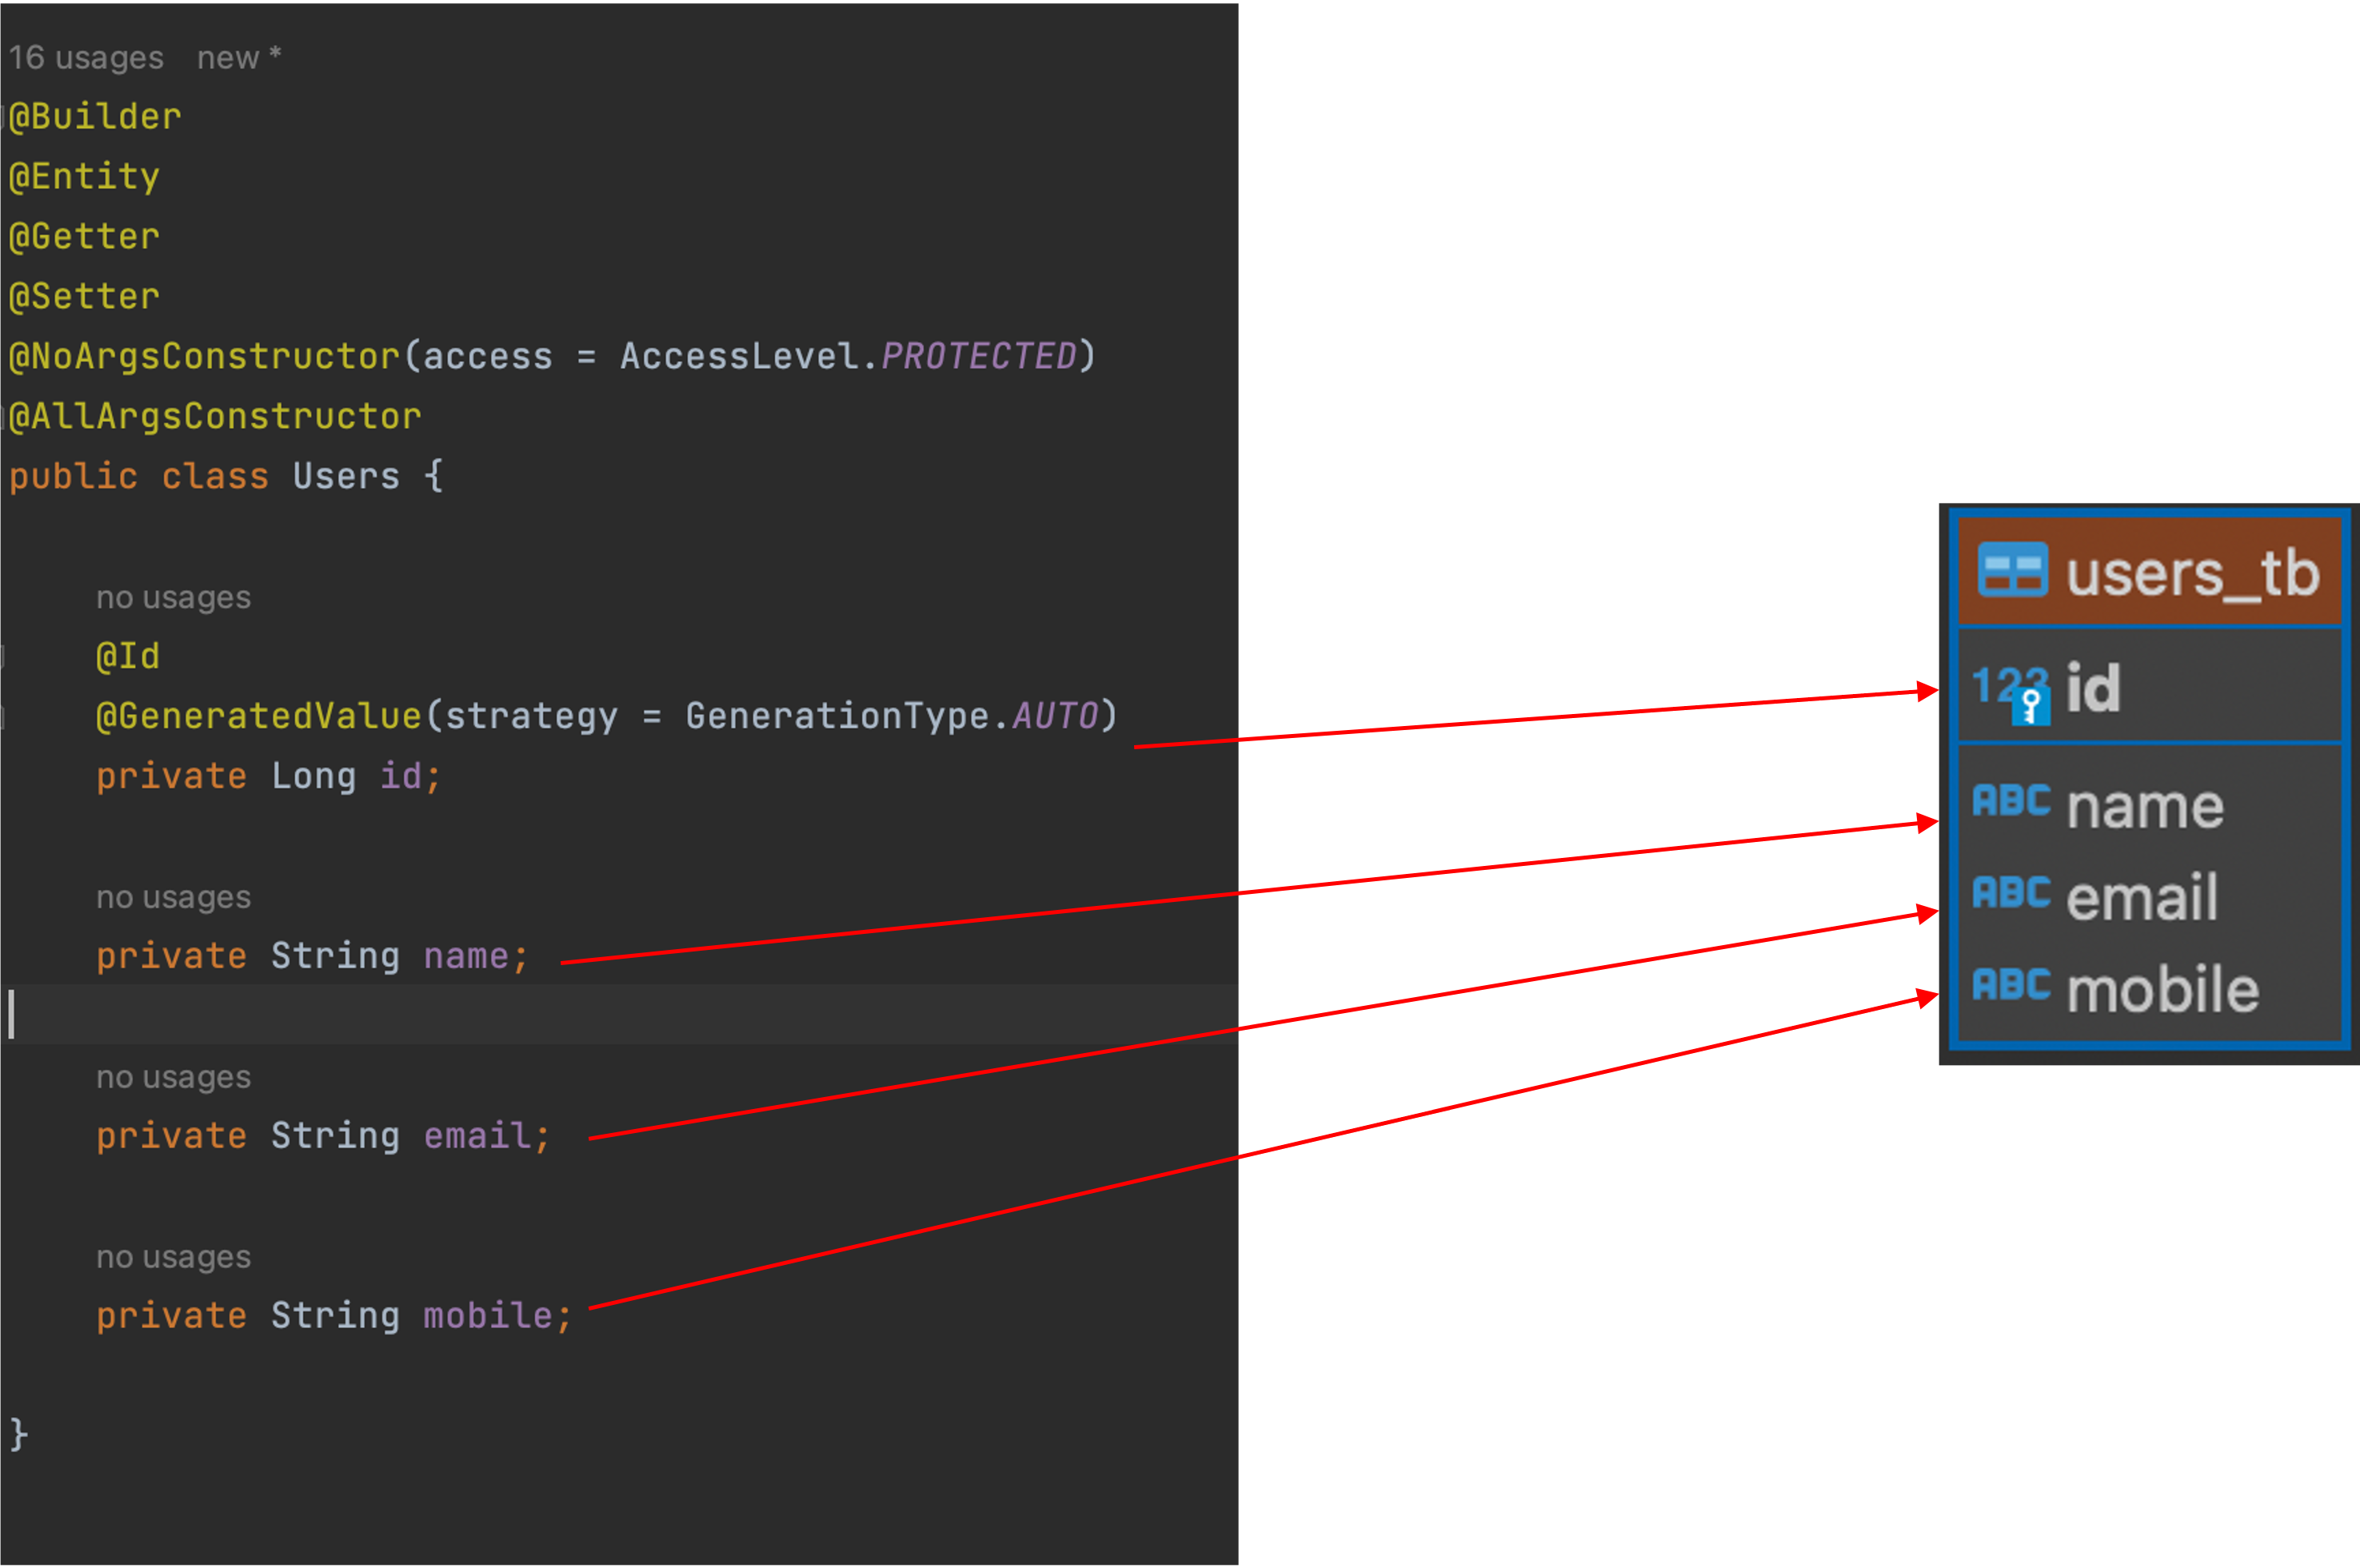 16 usages new *
@Builder
@Entity
@Getter
@Setter
@NoArgsConstructor(access = AccessLevel.PROTECTED)
@AllArgsConstructor
public class Users {
no usages
@Id
@GeneratedValue(strategy = GenerationType.AUTO)
private Long id;
no usages
private String name;
no usages
private String email;
no usages
private String mobile;
}
users_tb
123 id
ABC name
ABC email
ABC mobile